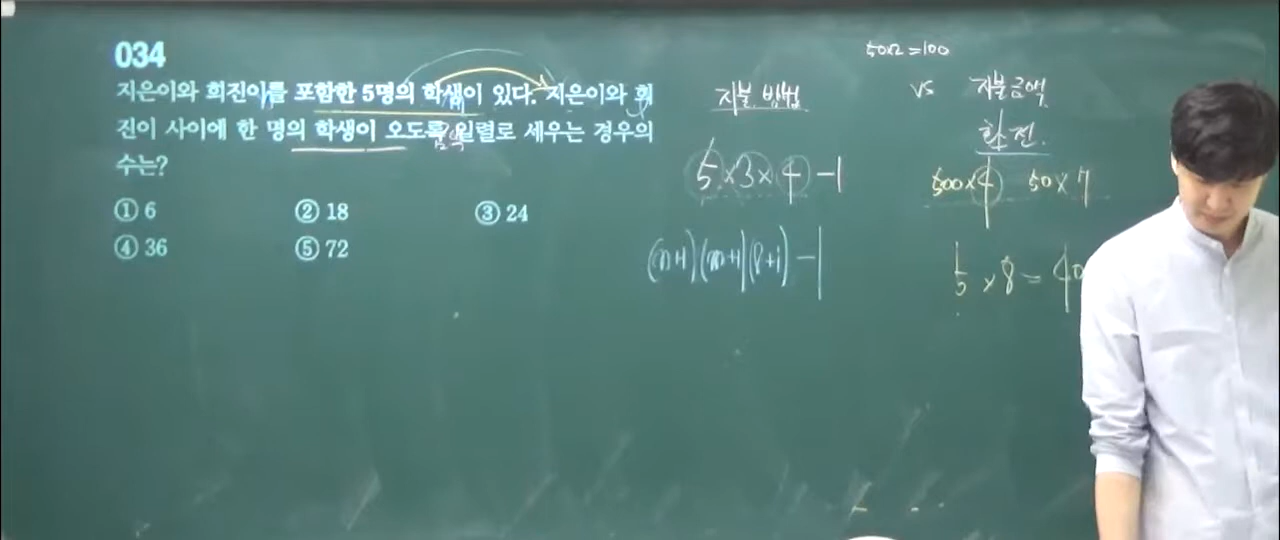 034
지은이와 희진이를 포함한 5명의 학생이 있다. 지은이와 희
진이 사이에 한 명의 학생이 오도록 일렬로 세우는 경우의
수는?
① 6 ② 18 ③ 24
④ 36 ⑤ 72
지불 방법
5×3×4-1
(n+1)(m+1)(l+1)-1
50x2=100
vs 지불금액
환전.
500×4 50×7
5×8=40